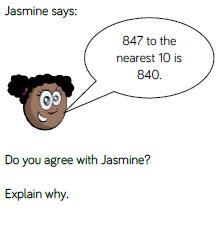 Jasmine says:
847 to the
nearest 10 is
840.
Do you agree with Jasmine?
Explain why.